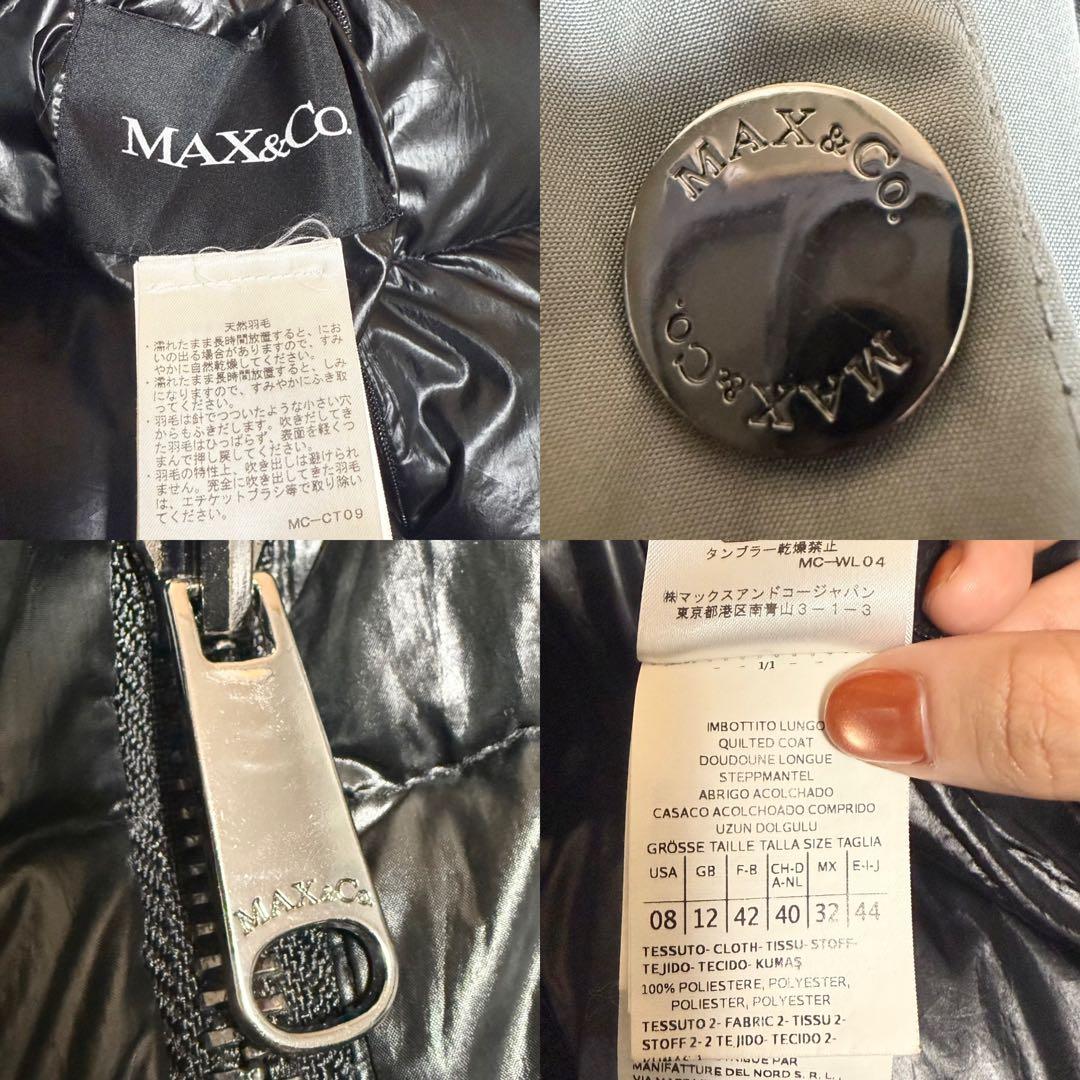 MAX&Co.
天然羽毛
・濡れたまま長時間放置すると、にお
いの出る場合がありますので、すみ
やかに自然乾燥してください。
・濡れたまま長時間放置すると、しみ
になりますので、すみやかにふき取
ってください。
・羽毛は針でつついたような小さい穴
からもふきだします。吹きだしてき
た羽毛はひっぱらず、表面を軽くつ
まんで押し戻してください。
・羽毛の特性上、吹き出しは避けられ
ません。完全に吹き出してきた羽毛
は、エチケットブラシ等で取り除い
てください。
MC-CT09
MAX&Co.
MAX&Co.
MAX&Co.
タンブラー乾燥禁止
MC-WL04
㈱マックスアンドコージャパン
東京都港区南青山3-1-3
1/1
IMBOTTITO LUNGO
QUILTED COAT
DOUDOUNE LONGUE
STEPPMANTEL
ABRIGO ACOLCHADO
CASACO ACOLCHOADO COMPRIDO
UZUN DOLGULU
GRÖSSE TAILLE TALLA SIZE TAGLIA
USA GB F-B CH-D A-NL MX E-I-J
08 12 42 40 32 44
TESSUTO- CLOTH- TISSU- STOFF-
TEJIDO- TECIDO- KUMAŞ
100% POLIESTERE, POLYESTER,
POLIESTER, POLYESTER
TESSUTO 2- FABRIC 2- TISSU 2-
STOFF 2- 2 TEJIDO- TECIDO 2-
MANIFATTURE DEL NORD S. R. L.,